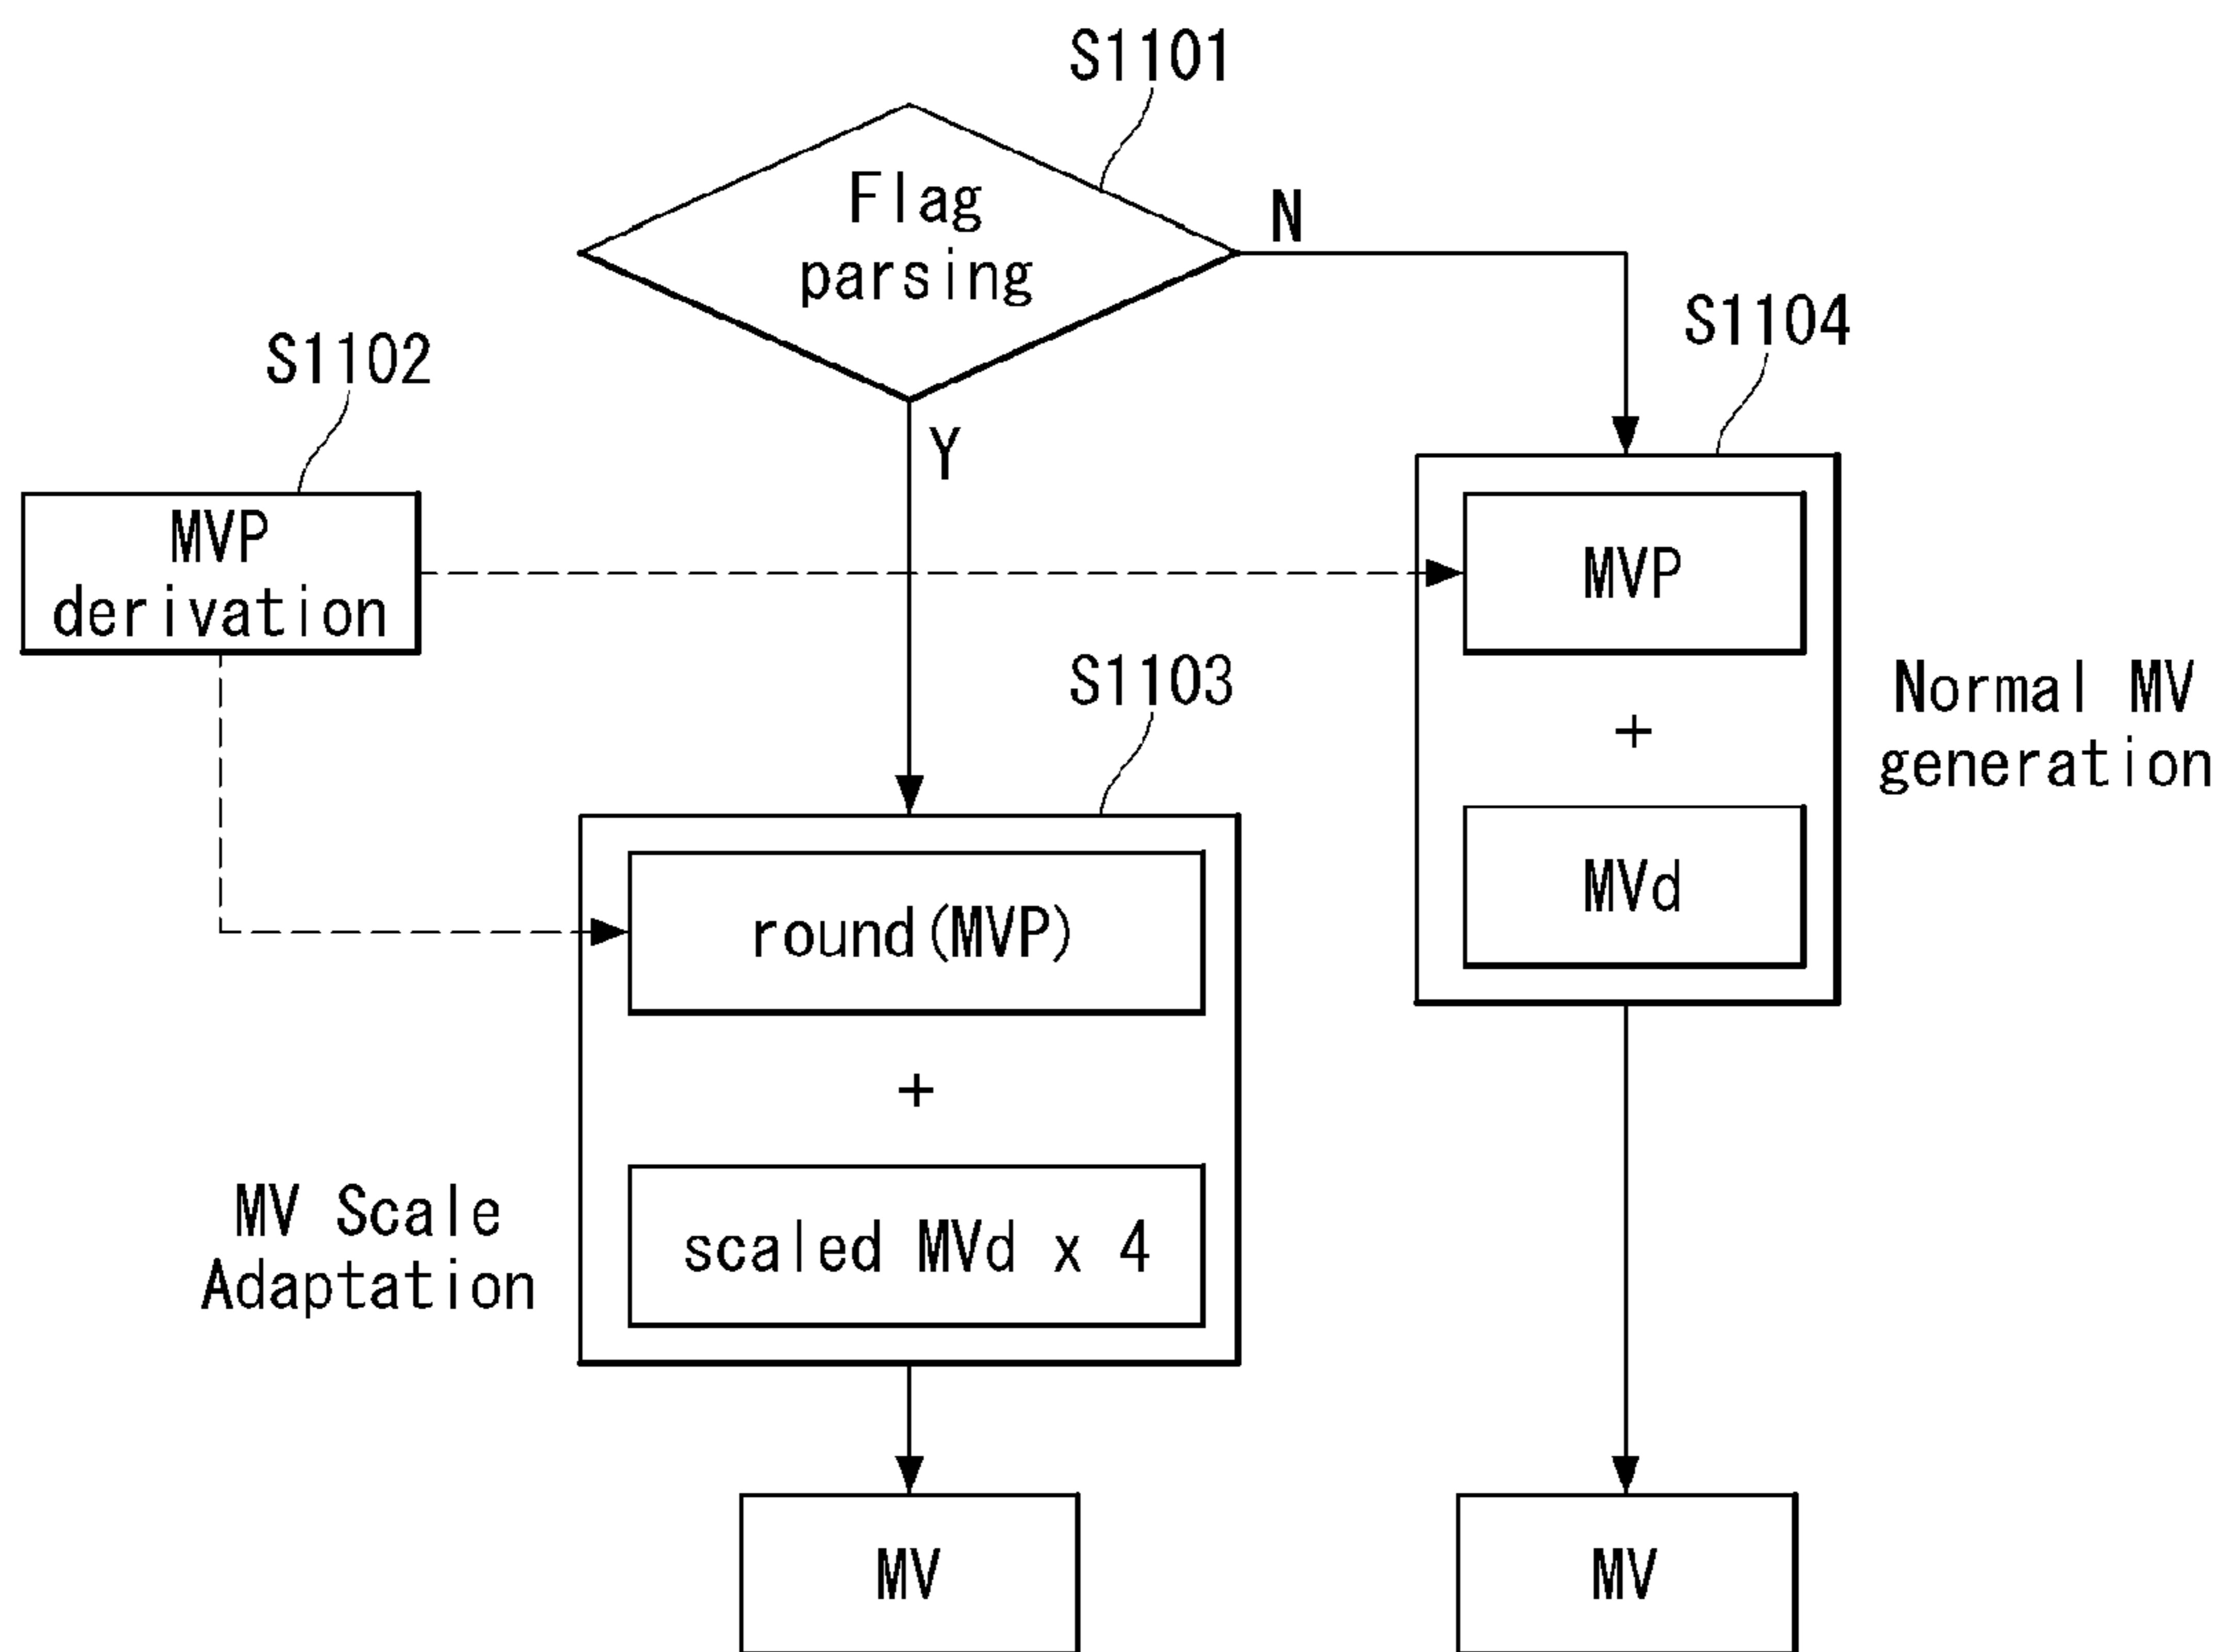 S1101
Flag
parsing
N
S1104
S1102
Y
MVP
derivation
MVP
+
MVd
Normal MV
generation
S1103
round(MVP)
+
scaled MVd x 4
MV Scale
Adaptation
MV
MV